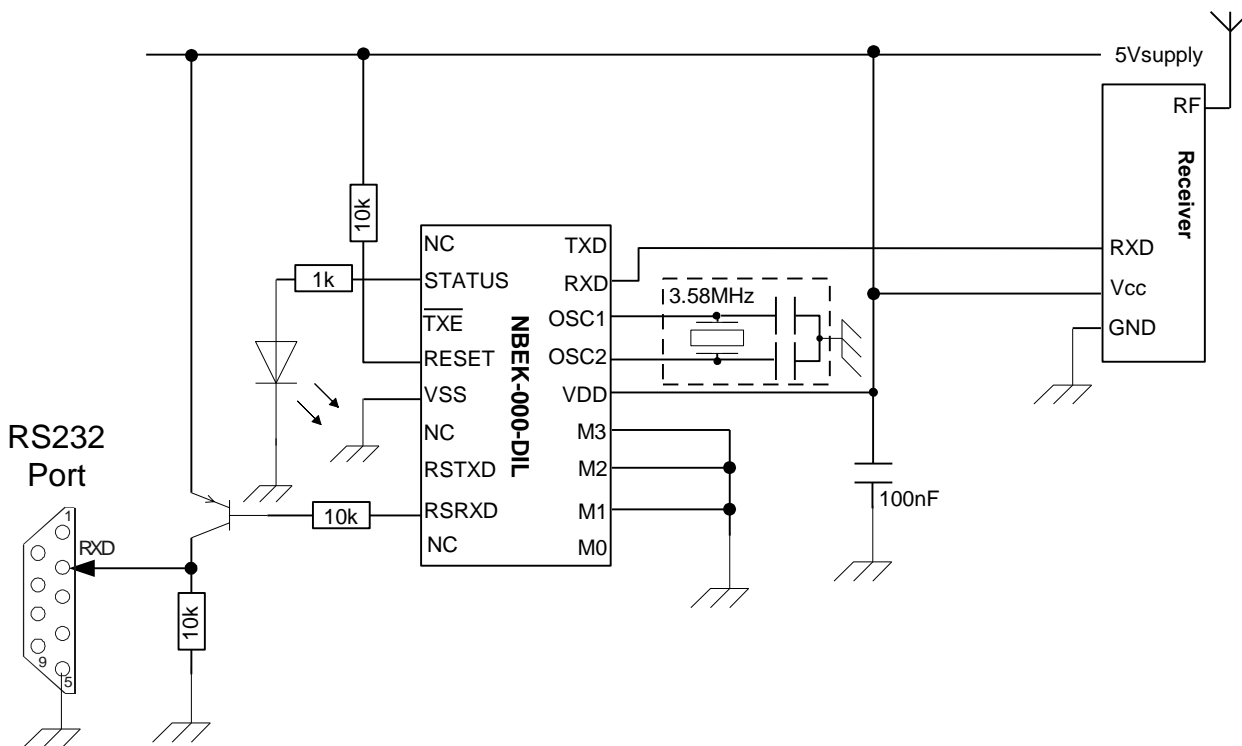 5Vsupply
RF
Receiver
RXD
Vcc
GND
10k
1k
NC
STATUS
TXE
RESET
VSS
NC
RSTXD
RSRXD
NC
NBEK-000-DIL
TXD
RXD
OSC1
OSC2
VDD
M3
M2
M1
M0
3.58MHz
100nF
10k
RS232
Port
1
RXD
9
5
10k